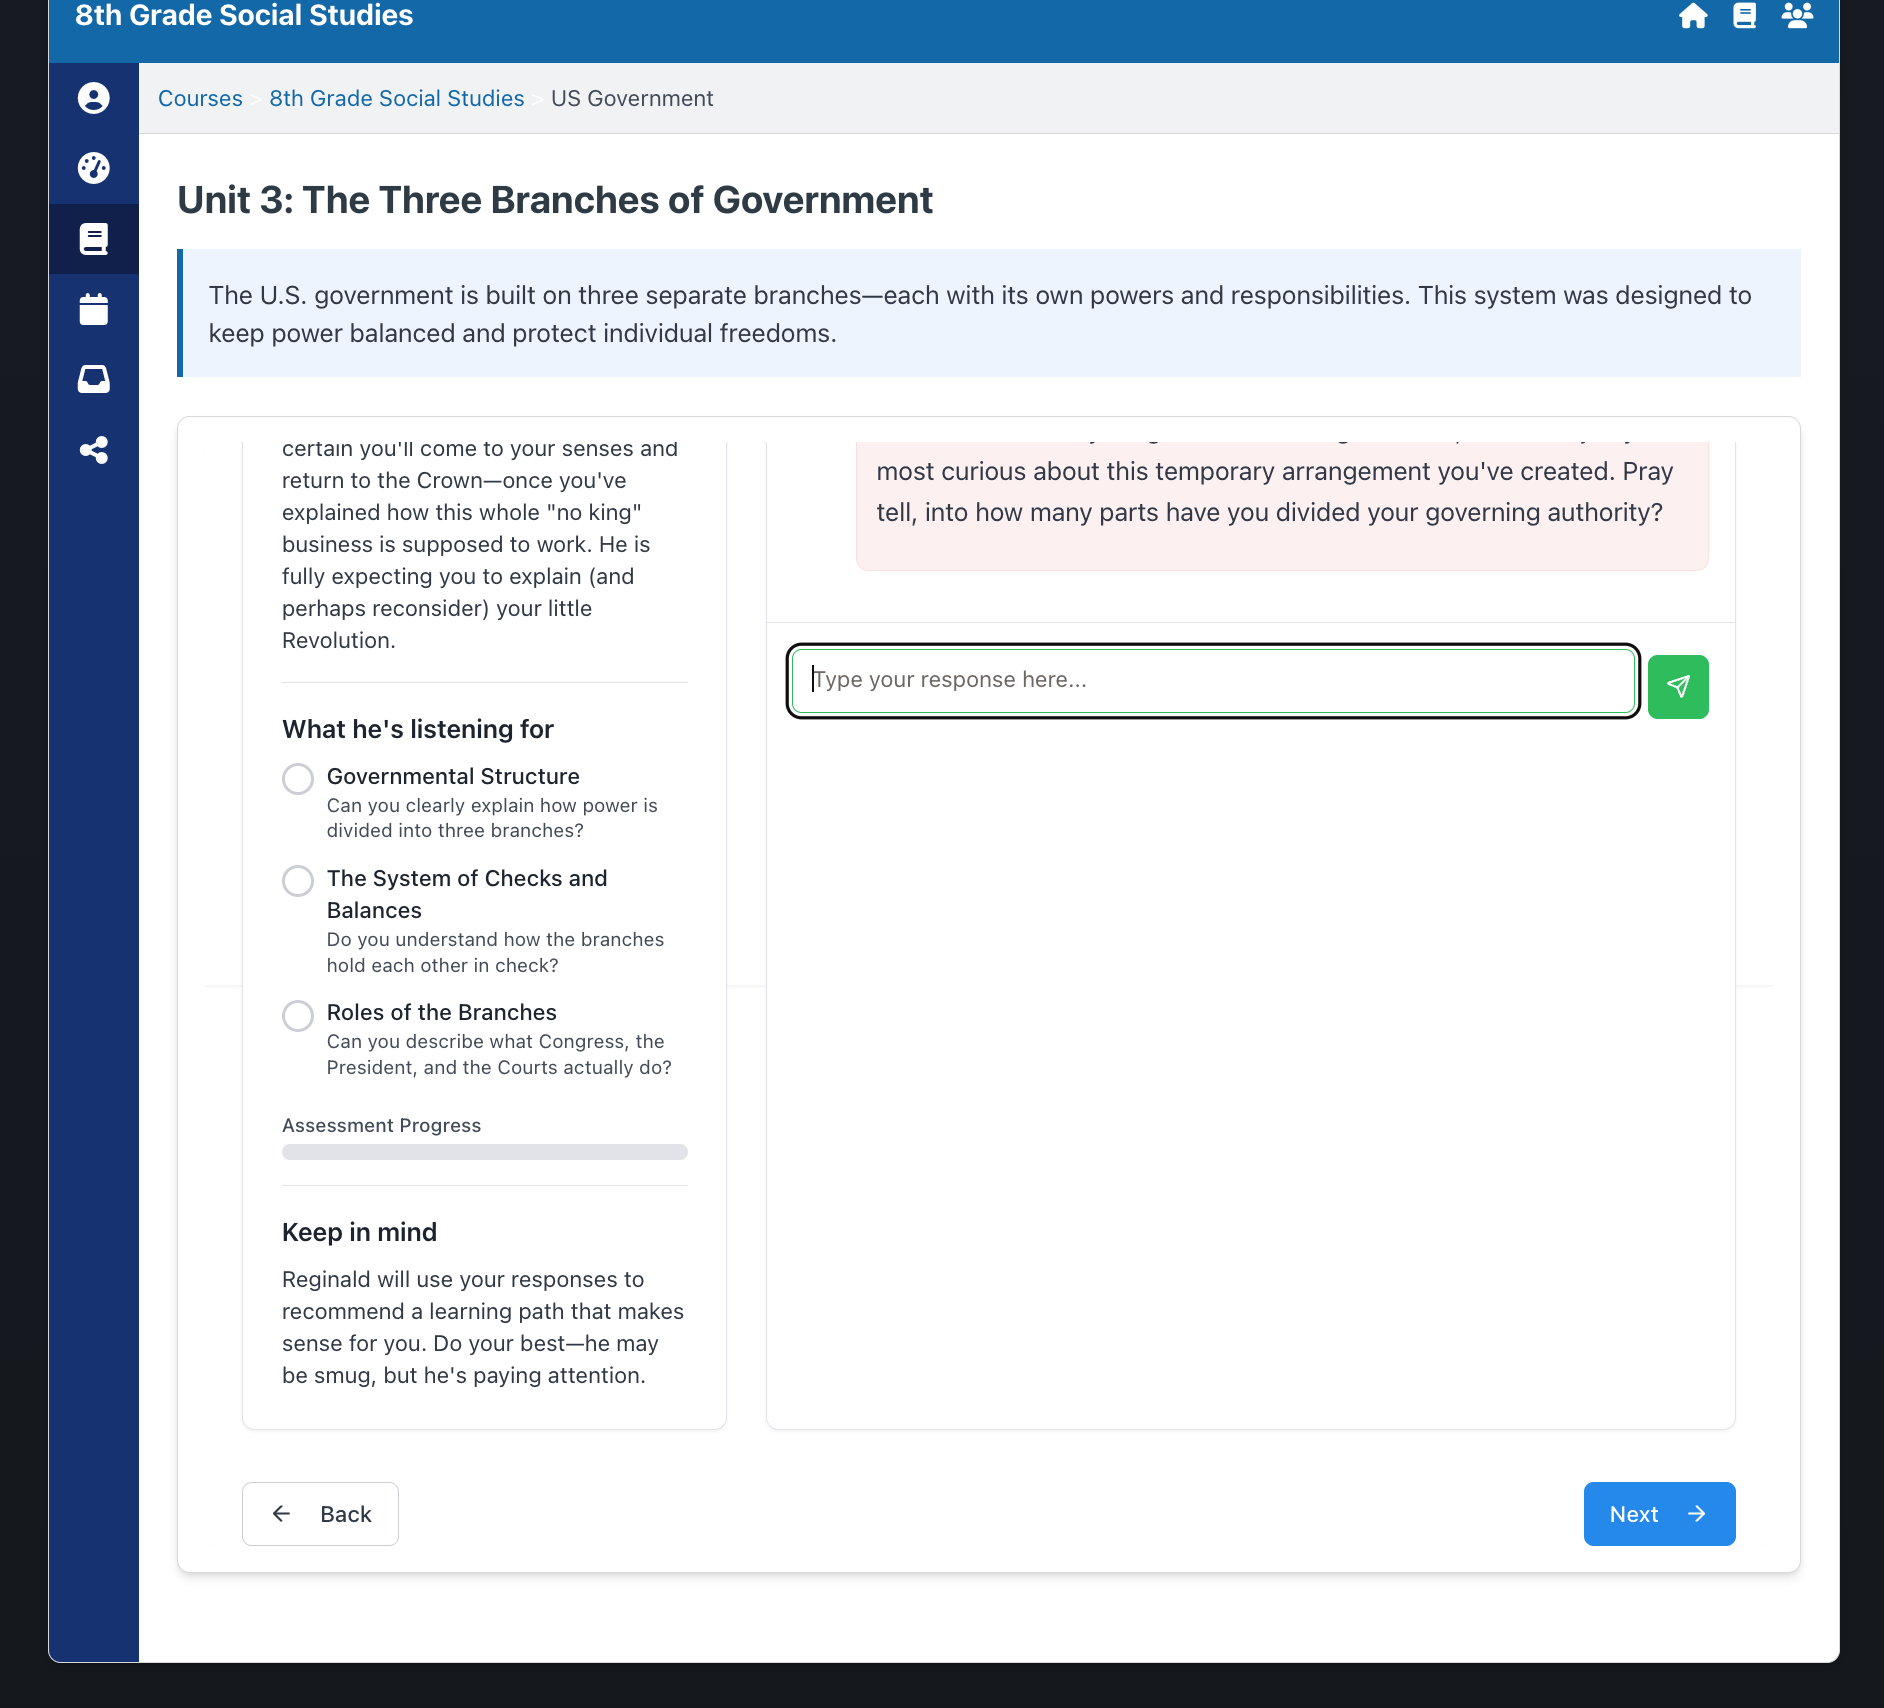 8th Grade Social Studies
Courses > 8th Grade Social Studies > US Government
Unit 3: The Three Branches of Government
The U.S. government is built on three separate branches—each with its own powers and responsibilities. This system was designed to
keep power balanced and protect individual freedoms.
certain you'll come to your senses and
return to the Crown—once you've
explained how this whole "no king"
business is supposed to work. He is
fully expecting you to explain (and
perhaps reconsider) your little
Revolution.
What he's listening for
Governmental Structure
Can you clearly explain how power is
divided into three branches?
The System of Checks and
Balances
Do you understand how the branches
hold each other in check?
Roles of the Branches
Can you describe what Congress, the
President, and the Courts actually do?
Assessment Progress
Keep in mind
Reginald will use your responses to
recommend a learning path that makes
sense for you. Do your best—he may
be smug, but he's paying attention.
most curious about this temporary arrangement you've created. Pray
tell, into how many parts have you divided your governing authority?
Type your response here...
Back
Next